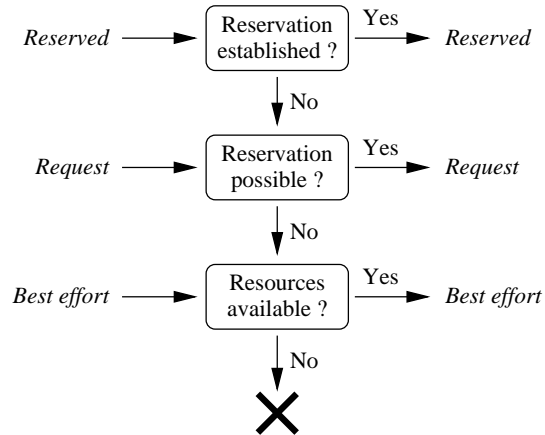 Reserved
Reservation
established ?
Yes
Reserved
No
Request
Reservation
possible ?
Yes
Request
No
Best effort
Resources
available ?
Yes
Best effort
No